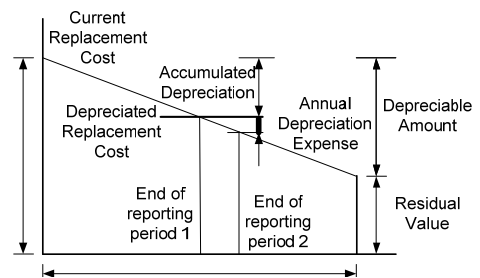 Current
Replacement
Cost
Accumulated
Depreciation
Depreciated
Replacement
Cost
Annual
Depreciation
Expense
Depreciable
Amount
End of
reporting
period 1
End of
reporting
period 2
Residual
Value